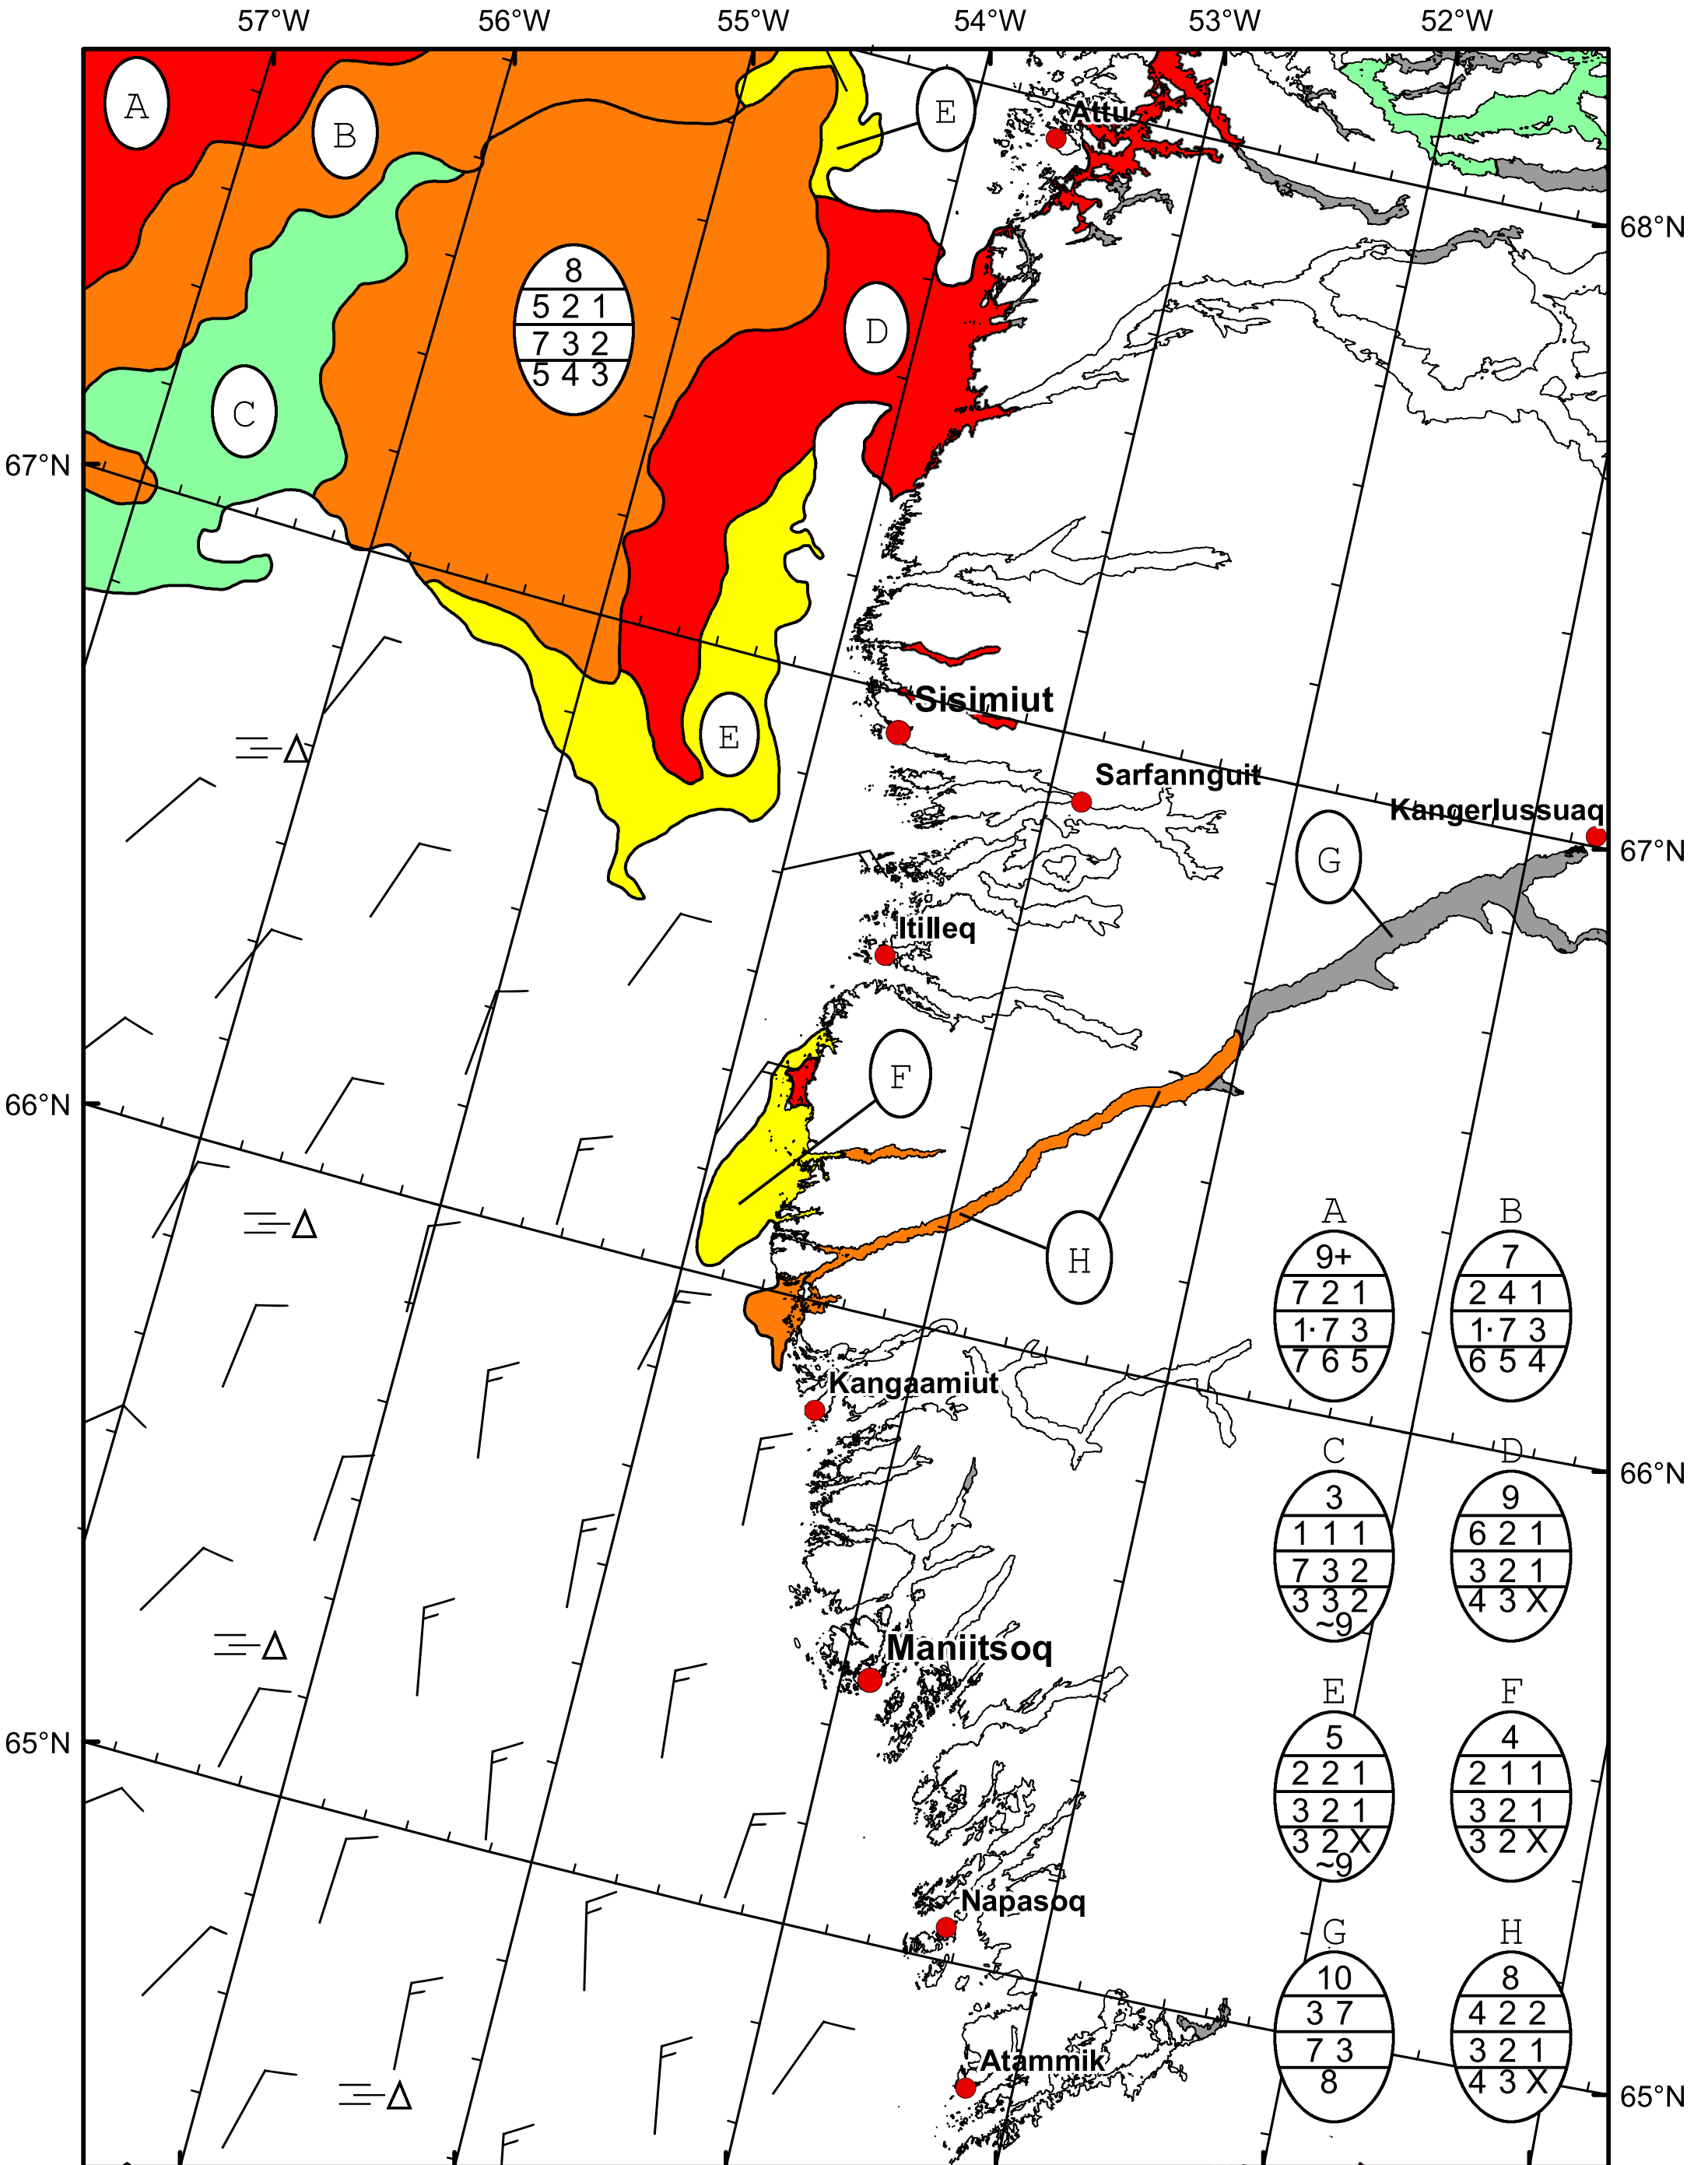 57°W 56°W 55°W 54°W 53°W 52°W
A
B
E
Attu
68°N
8
5 2 1
7 3 2
5 4 3
D
C
67°N
Sisimiut
E
Sarfannguit
Kangerlussuaq
G
67°N
Itilleq
F
66°N
H
A
9+
7 2 1
1·7 3
7 6 5
B
7
2 4 1
1·7 3
6 5 4
Kangaamiut
66°N
C
3
1 1 1
7 3 2
3 3 2
~9
D
9
6 2 1
3 2 1
4 3 X
Maniitsoq
65°N
E
5
2 2 1
3 2 1
3 2 X
~9
F
4
2 1 1
3 2 1
3 2 X
Napasoq
G
10
3 7
7 3
8
H
8
4 2 2
3 2 1
4 3 X
Atammik
65°N